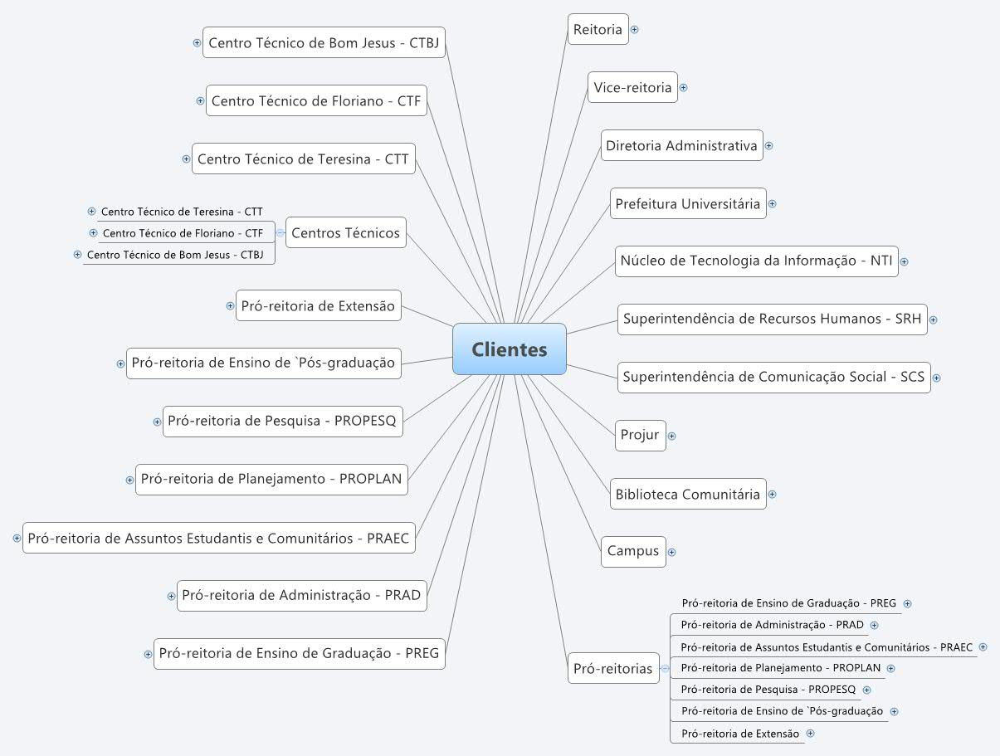 Clientes
Reitoria
Vice-reitoria
Diretoria Administrativa
Prefeitura Universitária
Núcleo de Tecnologia da Informação - NTI
Superintendência de Recursos Humanos - SRH
Superintendência de Comunicação Social - SCS
Projur
Biblioteca Comunitária
Campus
Pró-reitorias
Pró-reitoria de Ensino de Graduação - PREG
Pró-reitoria de Administração - PRAD
Pró-reitoria de Assuntos Estudantis e Comunitários - PRAEC
Pró-reitoria de Planejamento - PROPLAN
Pró-reitoria de Pesquisa - PROPESQ
Pró-reitoria de Ensino de `Pós-graduação
Pró-reitoria de Extensão
Centro Técnico de Bom Jesus - CTBJ
Centro Técnico de Floriano - CTF
Centro Técnico de Teresina - CTT
Centros Técnicos
Centro Técnico de Teresina - CTT
Centro Técnico de Floriano - CTF
Centro Técnico de Bom Jesus - CTBJ
Pró-reitoria de Extensão
Pró-reitoria de Ensino de `Pós-graduação
Pró-reitoria de Pesquisa - PROPESQ
Pró-reitoria de Planejamento - PROPLAN
Pró-reitoria de Assuntos Estudantis e Comunitários - PRAEC
Pró-reitoria de Administração - PRAD
Pró-reitoria de Ensino de Graduação - PREG